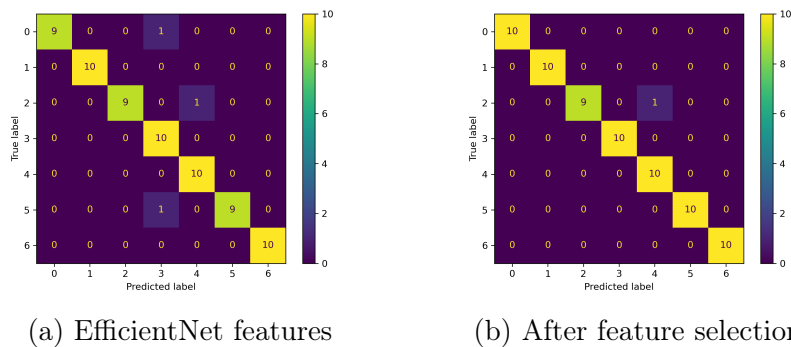 0 9 0 0 1 0 0 0
1 0 10 0 0 0 0 0
2 0 0 9 0 1 0 0
3 0 0 0 10 0 0 0
4 0 0 0 0 10 0 0
5 0 0 0 1 0 9 0
6 0 0 0 0 0 0 10
0 1 2 3 4 5 6
Predicted label
True label
10
8
6
4
2
0
(a) EfficientNet features
0 10 0 0 0 0 0 0
1 0 10 0 0 0 0 0
2 0 0 9 0 1 0 0
3 0 0 0 10 0 0 0
4 0 0 0 0 10 0 0
5 0 0 0 0 0 10 0
6 0 0 0 0 0 0 10
0 1 2 3 4 5 6
Predicted label
True label
10
8
6
4
2
0
(b) After feature selection